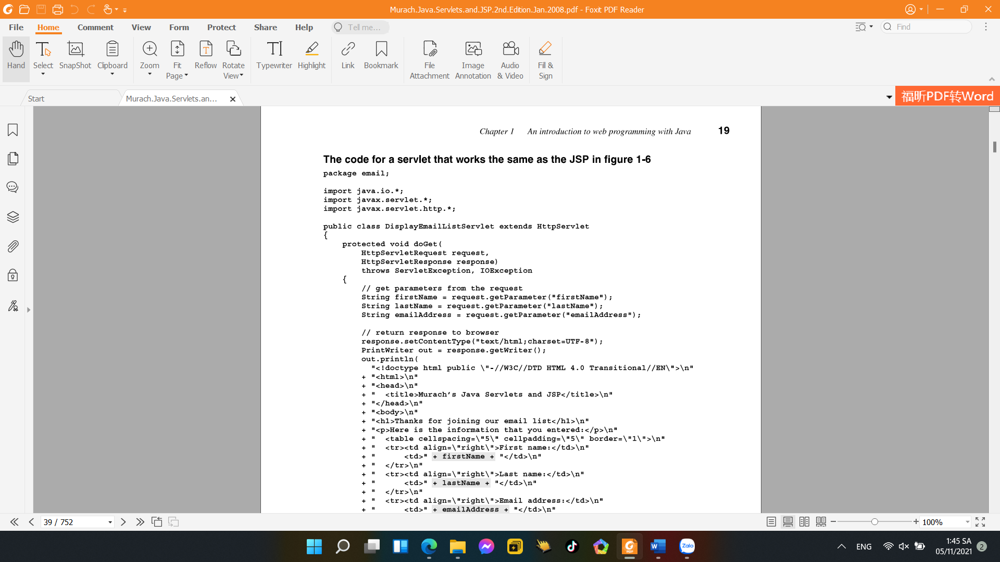 Murach.Java.Servlets.and.JSP.2nd.Edition.Jan.2008.pdf - Foxit PDF Reader
File Home Comment View Form Protect Share Help Tell me... Find
Hand Select SnapShot Clipboard Zoom Fit Page Reflow Rotate View Typewriter Highlight Link Bookmark File Attachment Image Annotation Audio & Video Fill & Sign
Start Murach.Java.Servlets.an... 福昕PDF转Word
Chapter 1 An introduction to web programming with Java 19
The code for a servlet that works the same as the JSP in figure 1-6
package email;
import java.io.*;
import javax.servlet.*;
import javax.servlet.http.*;
public class DisplayEmailListServlet extends HttpServlet
{
protected void doGet(
HttpServletRequest request,
HttpServletResponse response)
throws ServletException, IOException
{
// get parameters from the request
String firstName = request.getParameter("firstName");
String lastName = request.getParameter("lastName");
String emailAddress = request.getParameter("emailAddress");
// return response to browser
response.setContentType("text/html;charset=UTF-8");
PrintWriter out = response.getWriter();
out.println(
"<!doctype html public \"-//W3C//DTD HTML 4.0 Transitional//EN\">\n"
+ "<html>\n"
+ "<head>\n"
+ "  <title>Murach’s Java Servlets and JSP</title>\n"
+ "</head>\n"
+ "<body>\n"
+ "<h1>Thanks for joining our email list</h1>\n"
+ "<p>Here is the information that you entered:</p>\n"
+ "  <table cellspacing=\"5\" cellpadding=\"5\" border=\"1\">\n"
+ "  <tr><td align=\"right\">First name:</td>\n"
+ "      <td>" + firstName + "</td>\n"
+ "  </tr>\n"
+ "  <tr><td align=\"right\">Last name:</td>\n"
+ "      <td>" + lastName + "</td>\n"
+ "  </tr>\n"
+ "  <tr><td align=\"right\">Email address:</td>\n"
+ "      <td>" + emailAddress + "</td>\n"
39 / 752 100%
Zalo
ENG 1:45 SA
05/11/2021 2